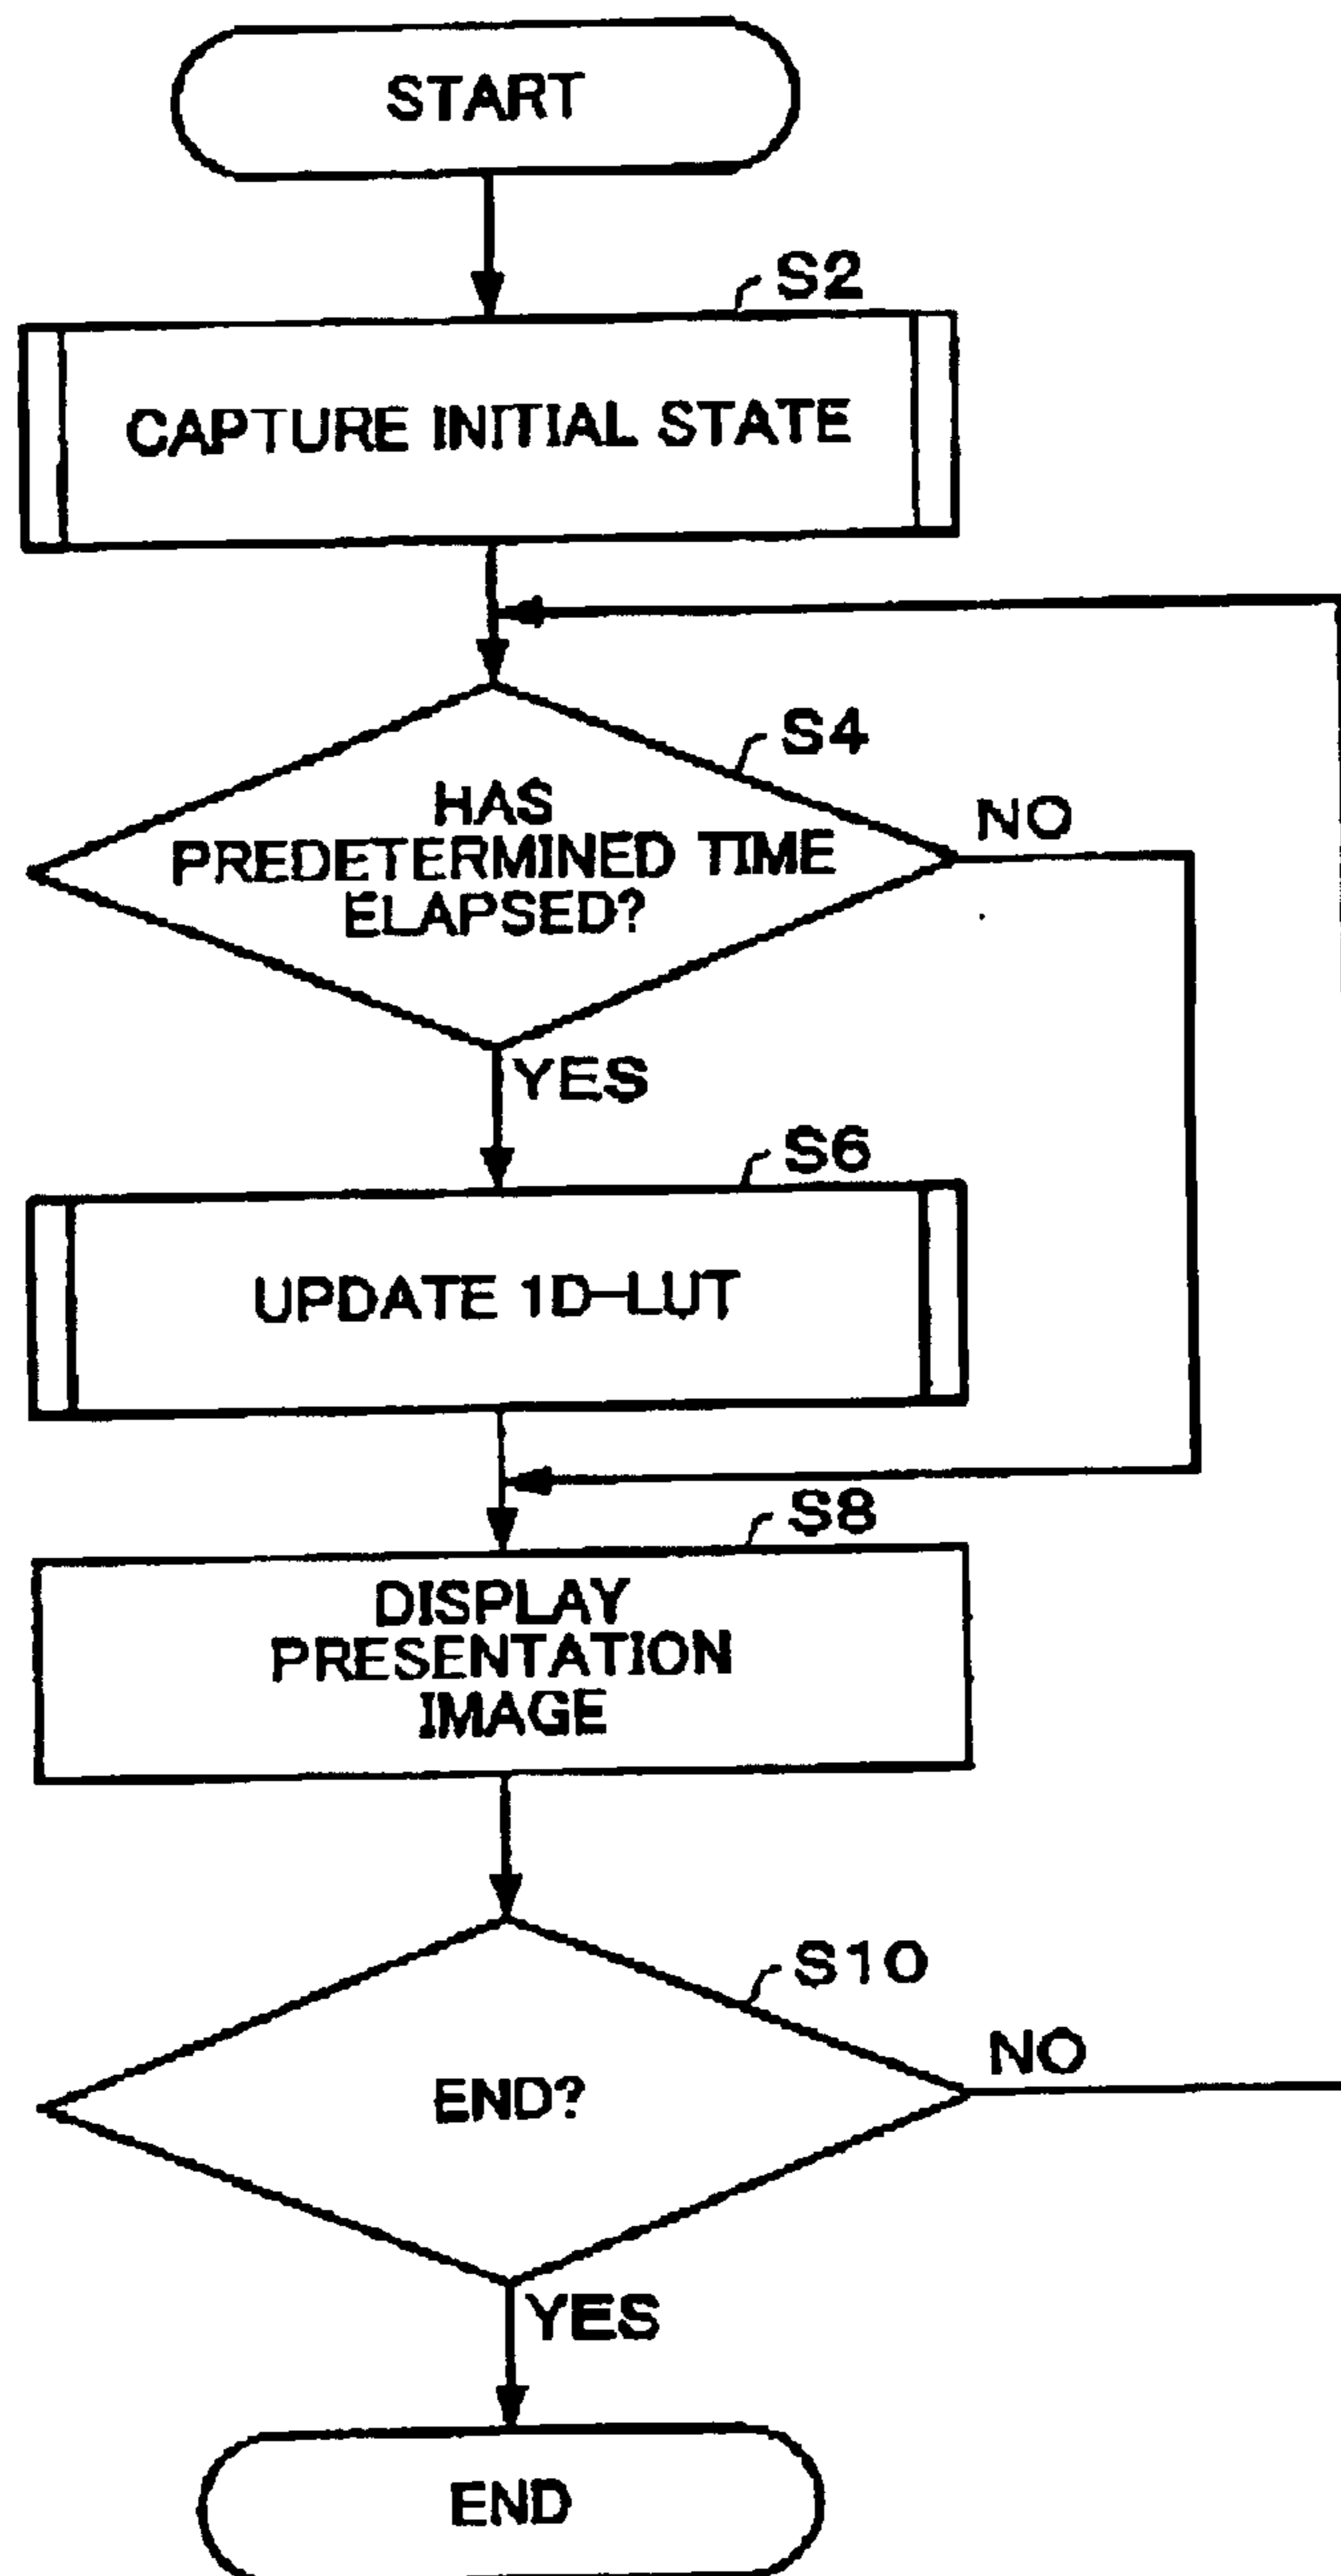 START
S2
CAPTURE INITIAL STATE
S4
HAS
PREDETERMINED TIME
ELAPSED?
NO
YES
S6
UPDATE 1D-LUT
S8
DISPLAY
PRESENTATION
IMAGE
S10
END?
NO
YES
END